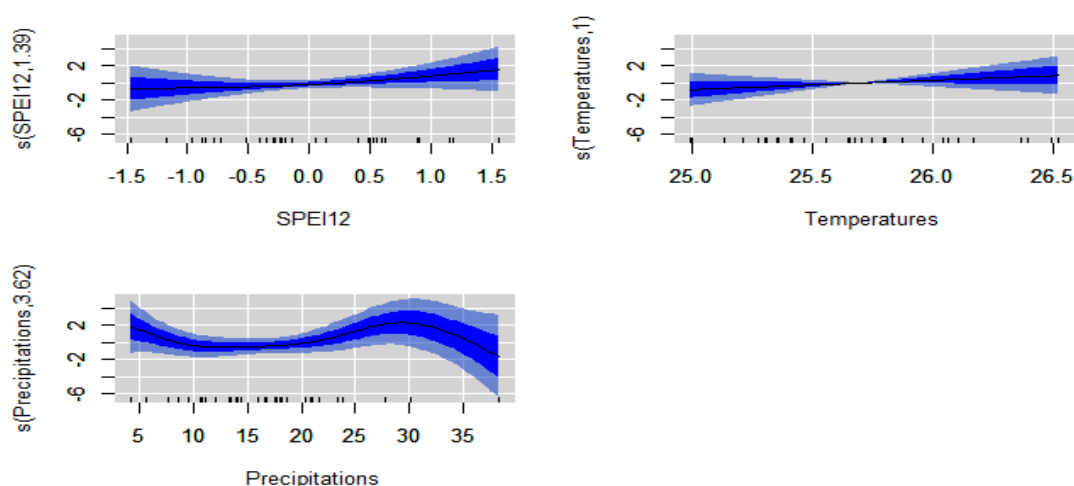 s(SPEI12,1.39)
2
-2
-6
-1.5 -1.0 -0.5 0.0 0.5 1.0 1.5
SPEI12
s(Temperatures,1)
2
-2
-6
25.0 25.5 26.0 26.5
Temperatures
s(Precipitations,3.62)
2
-2
-6
5 10 15 20 25 30 35
Precipitations